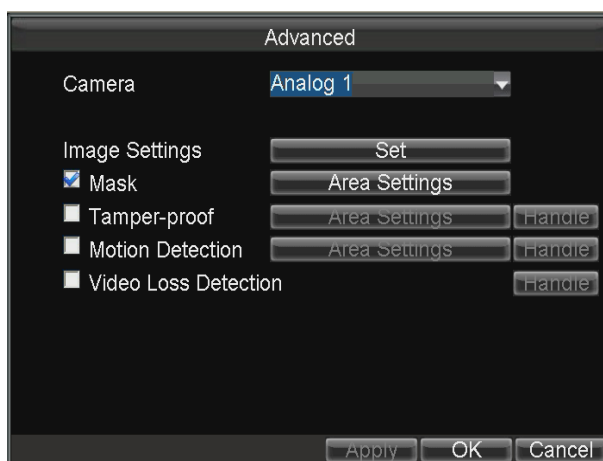 Advanced
Camera Analog 1
Image Settings Set
Mask Area Settings
Tamper-proof Area Settings Handle
Motion Detection Area Settings Handle
Video Loss Detection Handle
Apply OK Cancel